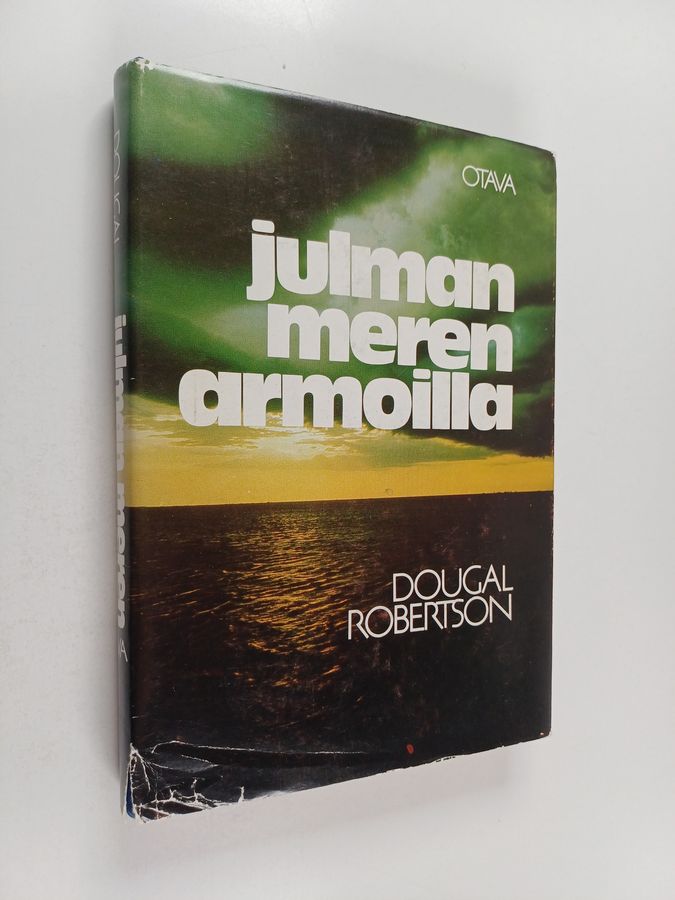 OTAVA
julman
meren
armoilla
DOUGAL
ROBERTSON
DOUGAL
julman meren